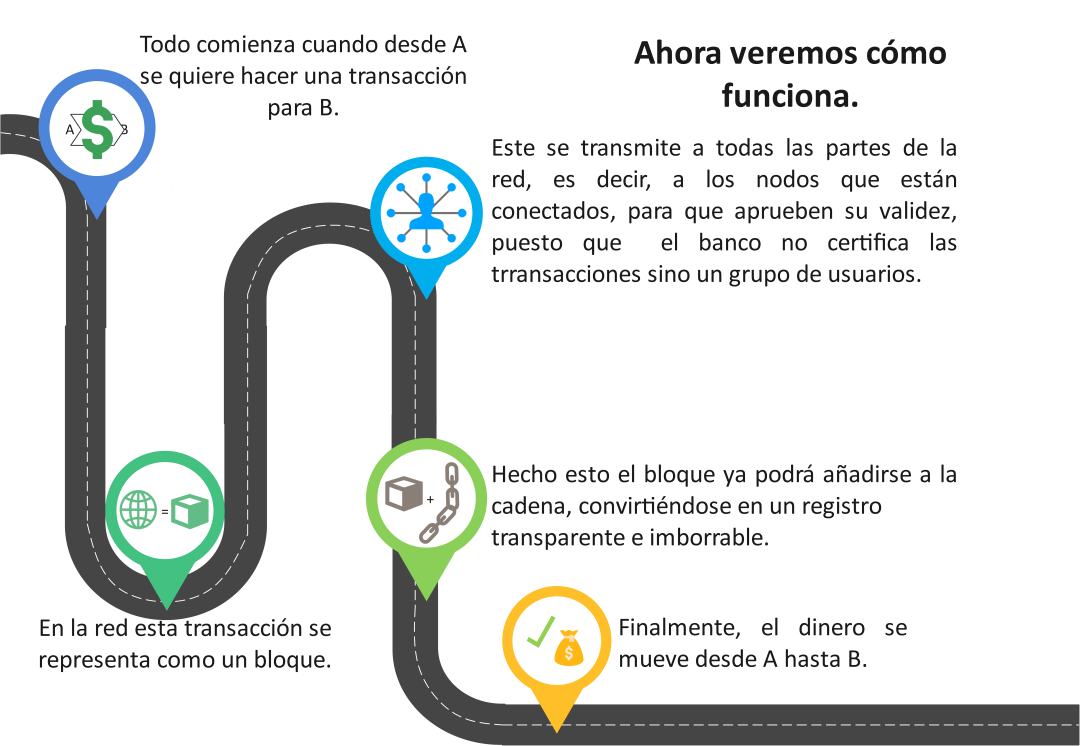 Ahora veremos cómo
funciona.
Todo comienza cuando desde A
se quiere hacer una transacción
para B.
A $ B
En la red esta transacción se
representa como un bloque.
=
Este se transmite a todas las partes de la
red, es decir, a los nodos que están
conectados, para que aprueben su validez,
puesto que el banco no certifica las
trransacciones sino un grupo de usuarios.
Hecho esto el bloque ya podrá añadirse a la
cadena, convirtiéndose en un registro
transparente e imborrable.
+
Finalmente, el dinero se
mueve desde A hasta B.
$